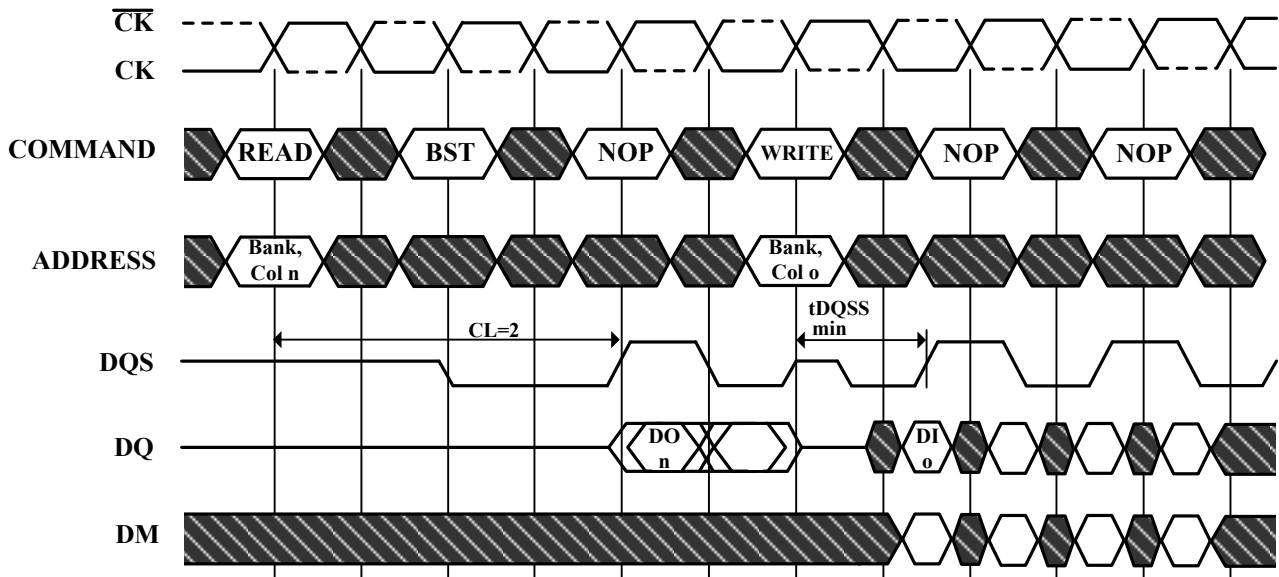 CK
CK
COMMAND
READ
BST
NOP
WRITE
NOP
NOP
ADDRESS
Bank,
Col n
Bank,
Col o
CL=2
tDQSS
min
DQS
DQ
DO
n
DI
o
DM